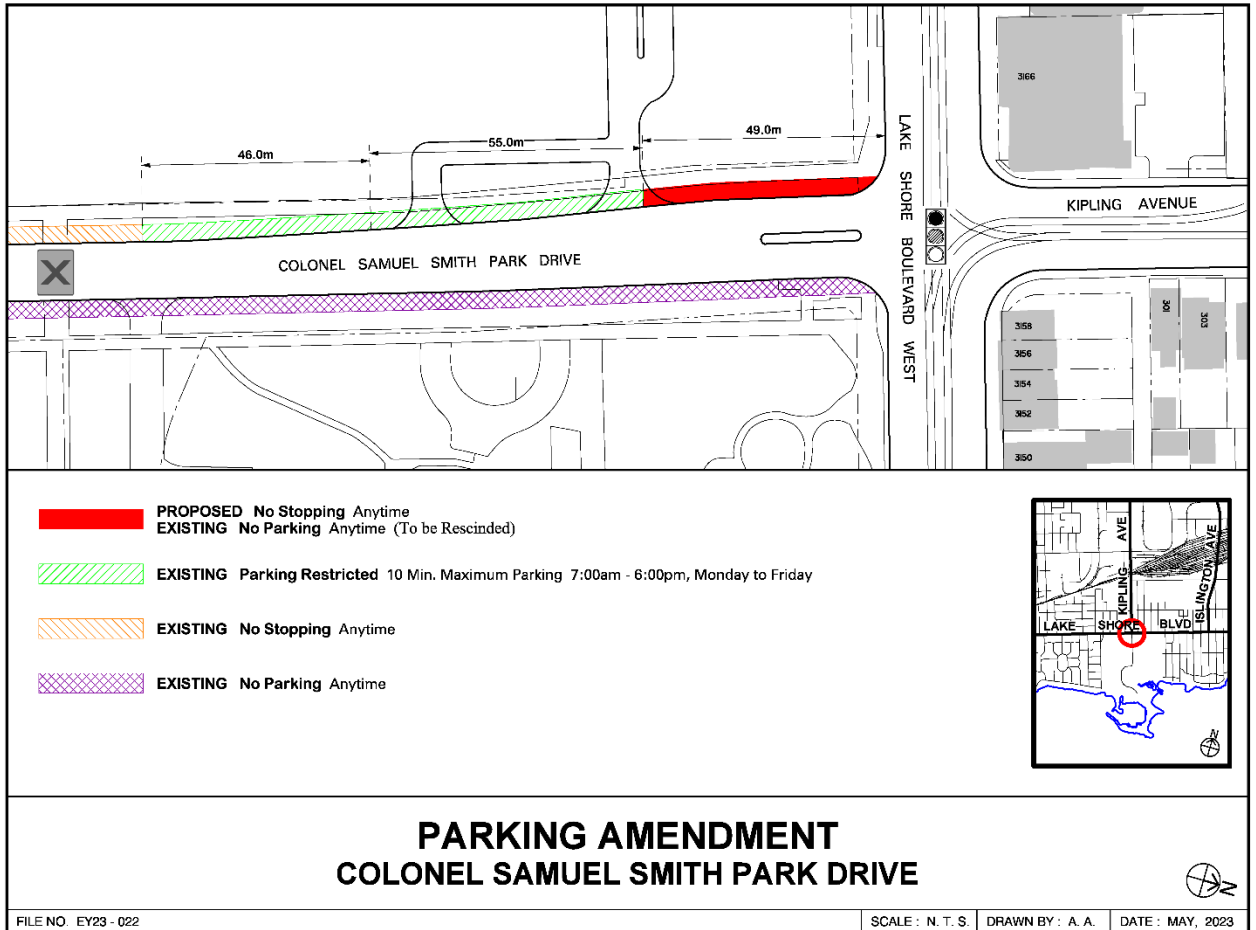 3166
46.0m
55.0m
49.0m
LAKE SHORE BOULEVARD WEST
KIPLING AVENUE
X
COLONEL SAMUEL SMITH PARK DRIVE
301
303
3158
3156
3154
3152
3150
PROPOSED No Stopping Anytime
EXISTING No Parking Anytime (To be Rescinded)
EXISTING Parking Restricted 10 Min. Maximum Parking 7:00am - 6:00pm, Monday to Friday
EXISTING No Stopping Anytime
EXISTING No Parking Anytime
KIPLING AVE
ISLINGTON AVE
LAKE SHORE BLVD
N
PARKING AMENDMENT
COLONEL SAMUEL SMITH PARK DRIVE
N
FILE NO. EY23 - 022
SCALE : N. T. S.
DRAWN BY : A. A.
DATE : MAY, 2023